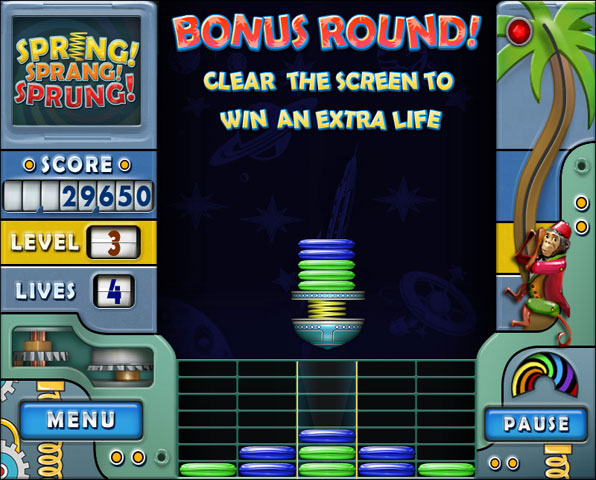 SPRING!
SPRANG!
SPRUNG!
SCORE
29650
LEVEL 3
LIVES 4
MENU
BONUS ROUND!
CLEAR THE SCREEN TO
WIN AN EXTRA LIFE
PAUSE